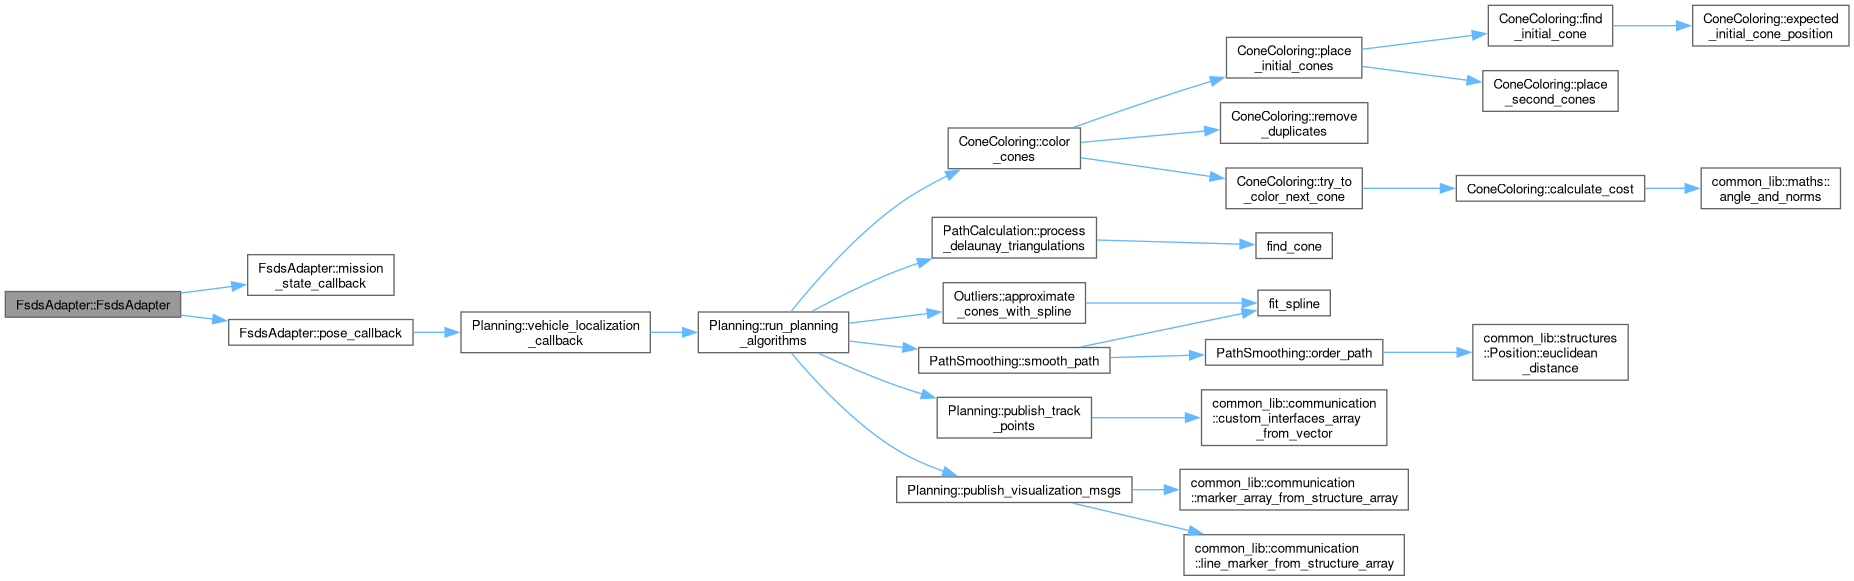 FsdsAdapter::FsdsAdapter
FsdsAdapter::mission
_state_callback
FsdsAdapter::pose_callback
Planning::vehicle_localization
_callback
Planning::run_planning
_algorithms
ConeColoring::color
_cones
ConeColoring::place
_initial_cones
ConeColoring::find
_initial_cone
ConeColoring::expected
_initial_cone_position
ConeColoring::place
_second_cones
ConeColoring::remove
_duplicates
ConeColoring::try_to
_color_next_cone
ConeColoring::calculate_cost
common_lib::maths::
angle_and_norms
PathCalculation::process
_delaunay_triangulations
find_cone
Outliers::approximate
_cones_with_spline
fit_spline
PathSmoothing::smooth_path
PathSmoothing::order_path
common_lib::structures
::Position::euclidean
_distance
Planning::publish_track
_points
common_lib::communication
::custom_interfaces_array
_from_vector
Planning::publish_visualization_msgs
common_lib::communication
::marker_array_from_structure_array
common_lib::communication
::line_marker_from_structure_array